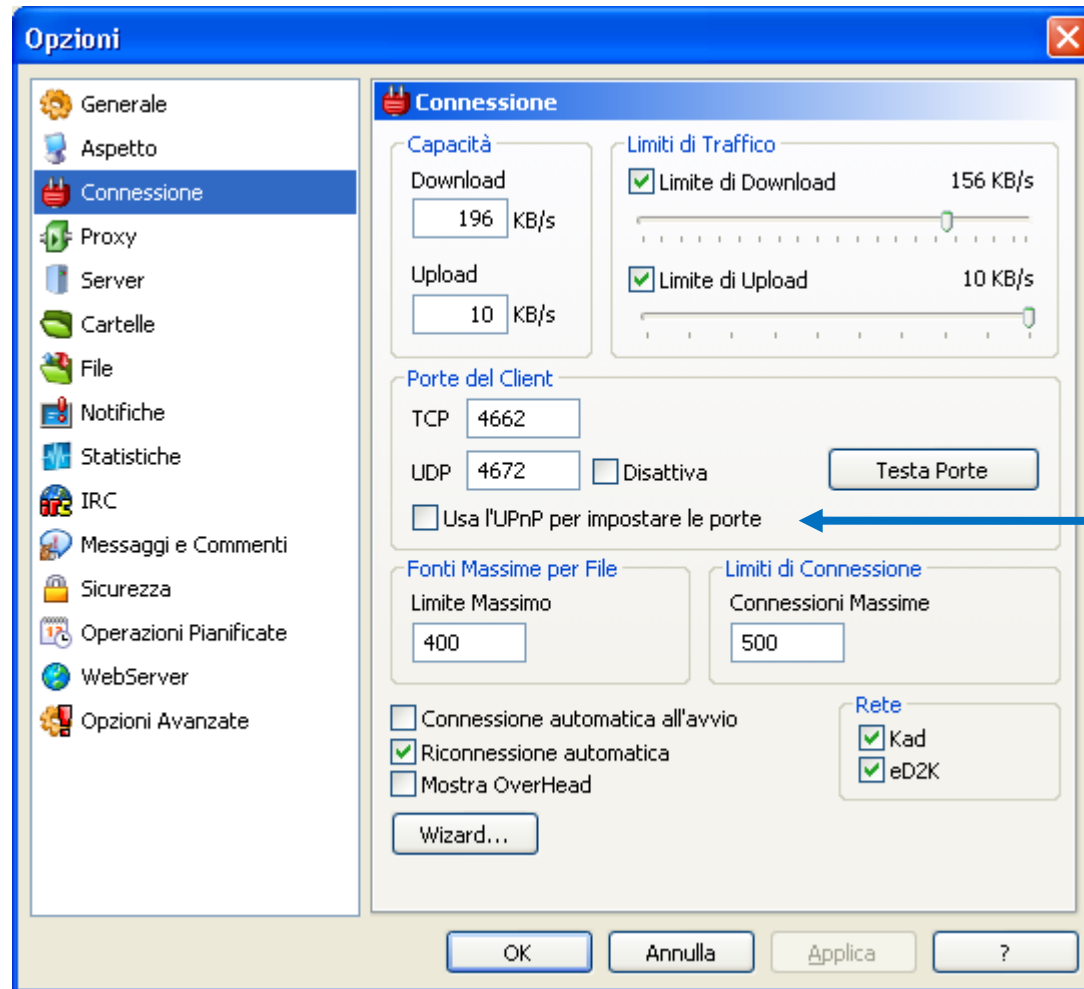 Opzioni
Generale
Aspetto
Connessione
Proxy
Server
Cartelle
File
Notifiche
Statistiche
IRC
Messaggi e Commenti
Sicurezza
Operazioni Pianificate
WebServer
Opzioni Avanzate
Connessione
Capacità
Download
196 KB/s
Upload
10 KB/s
Limiti di Traffico
Limite di Download 156 KB/s
Limite di Upload 10 KB/s
Porte del Client
TCP 4662
UDP 4672 Disattiva Testa Porte
Usa l'UPnP per impostare le porte
Fonti Massime per File
Limite Massimo
400
Limiti di Connessione
Connessioni Massime
500
Connessione automatica all'avvio
Riconnessione automatica
Mostra OverHead
Rete
Kad
eD2K
Wizard...
OK Annulla Applica ?